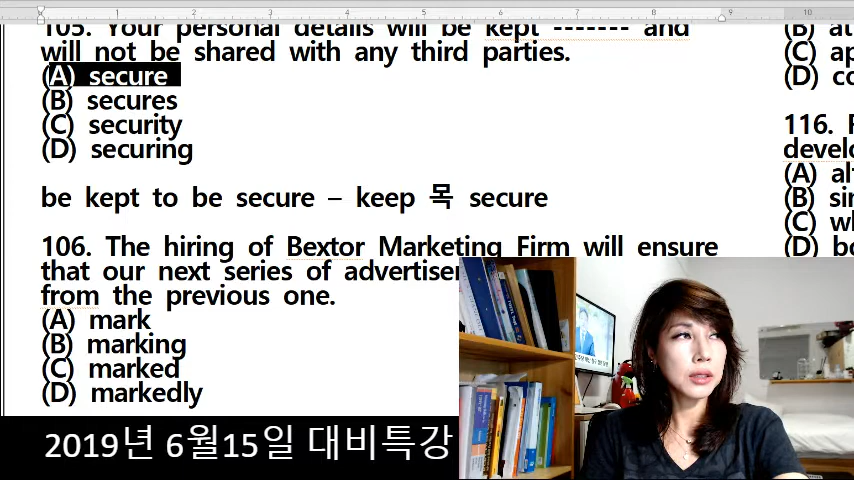 105. Your personal details will be kept ------- and
will not be shared with any third parties.
(A) secure
(B) secures
(C) security
(D) securing
be kept to be secure – keep 목 secure
106. The hiring of Bextor Marketing Firm will ensure
that our next series of
from the previous one.
(A) mark
(B) marking
(C) marked
(D) markedly
2019년 6월15일 대비특강
(B)
(C)
(D)
116.
(A)
(B)
(C)
(D)